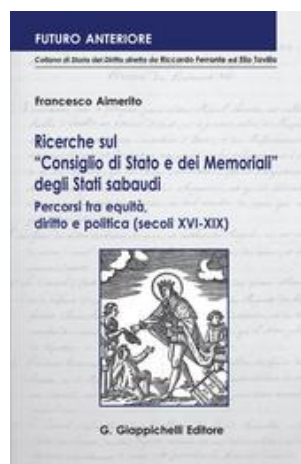 FUTURO ANTERIORE
Collana di Storia del Diritto diretta da Riccardo Ferrante ed Elio Tavilla
Francesco Aimerito
Ricerche sul
“Consiglio di Stato e dei Memoriali”
degli Stati sabaudi
Percorsi fra equità,
diritto e politica (secoli XVI-XIX)
G. Giappichelli Editore